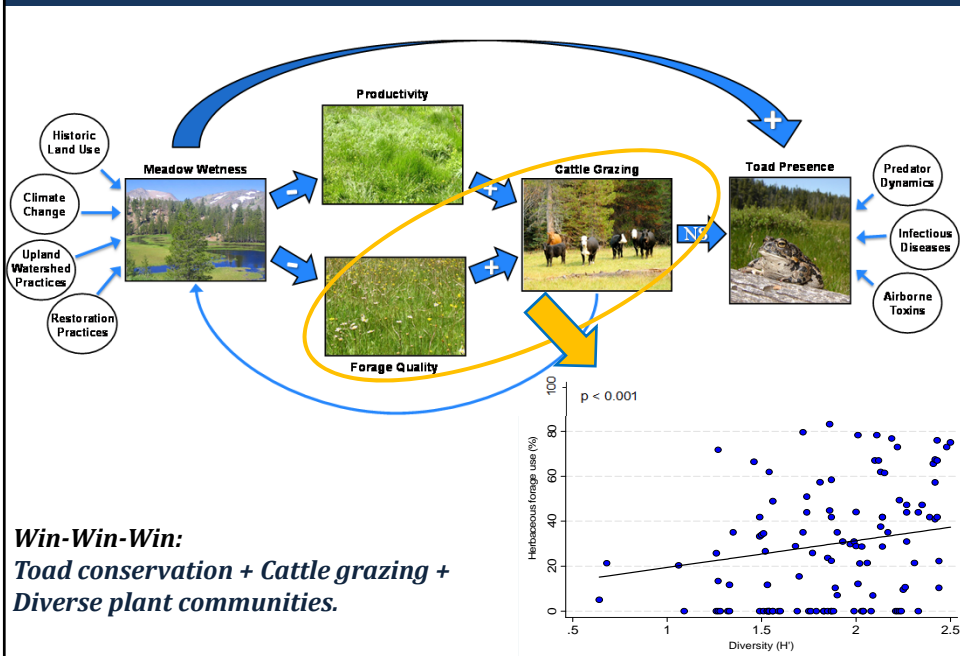 Productivity
+
Historic
Land Use
Meadow Wetness
Cattle Grazing
Toad Presence
Predator
Dynamics
Climate
Change
-
+
NS
Infectious
Diseases
Upland
Watershed
Practices
-
+
Airborne
Toxins
Restoration
Practices
Forage Quality
p < 0.001
Herbaceous forage use (%)
100
80
60
40
20
0
.5
1
1.5
2
2.5
Diversity (H')
Win-Win-Win:
Toad conservation + Cattle grazing +
Diverse plant communities.